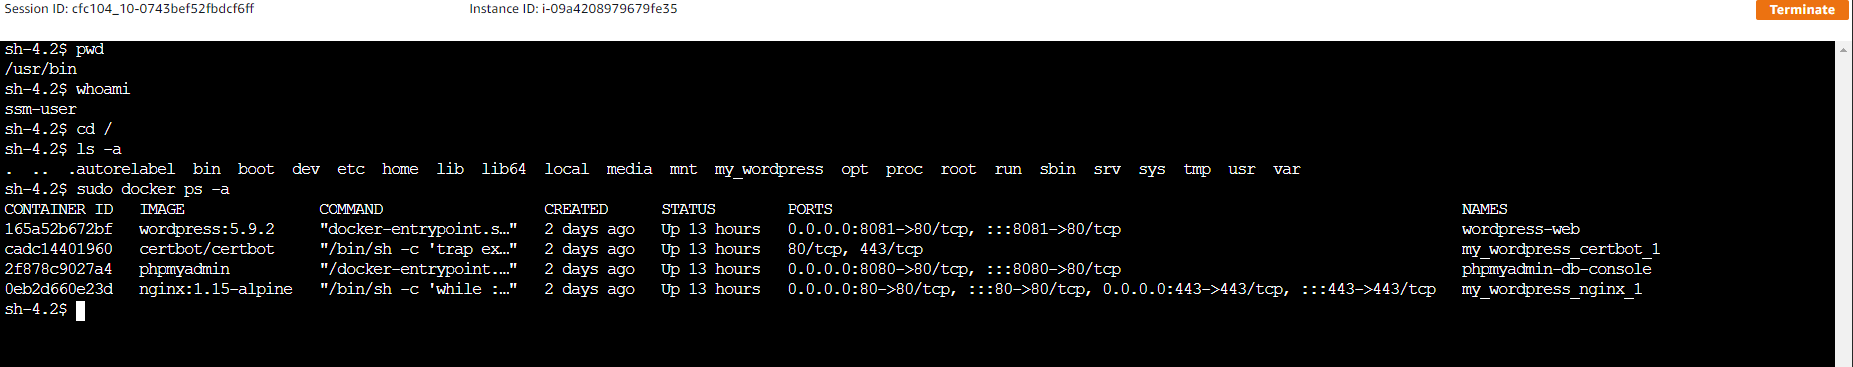 Session ID: cfc104_10-0743bef52fbdcf6ff Instance ID: i-09a4208979679fe35 Terminate
sh-4.2$ pwd
/usr/bin
sh-4.2$ whoami
ssm-user
sh-4.2$ cd /
sh-4.2$ ls -a
. .. .autorelabel bin boot dev etc home lib lib64 local media mnt my_wordpress opt proc root run sbin srv sys tmp usr var
sh-4.2$ sudo docker ps -a
CONTAINER ID IMAGE COMMAND CREATED STATUS PORTS NAMES
165a52b672bf wordpress:5.9.2 "docker-entrypoint.s…" 2 days ago Up 13 hours 0.0.0.0:8081->80/tcp, :::8081->80/tcp wordpress-web
cadc14401960 certbot/certbot "/bin/sh -c 'trap ex…" 2 days ago Up 13 hours 80/tcp, 443/tcp my_wordpress_certbot_1
2f878c9027a4 phpmyadmin "/docker-entrypoint.…" 2 days ago Up 13 hours 0.0.0.0:8080->80/tcp, :::8080->80/tcp phpmyadmin-db-console
0eb2d660e23d nginx:1.15-alpine "/bin/sh -c 'while :…" 2 days ago Up 13 hours 0.0.0.0:80->80/tcp, :::80->80/tcp, 0.0.0.0:443->443/tcp, :::443->443/tcp my_wordpress_nginx_1
sh-4.2$